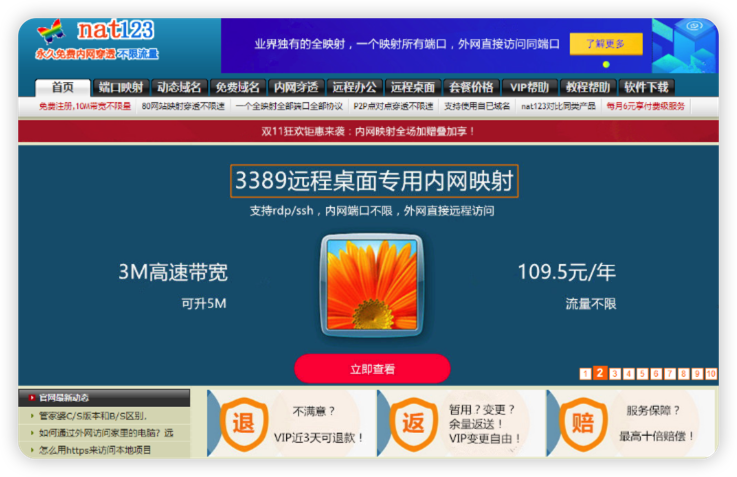 nat123
永久免费内网穿透 不限流量
业界独有的全映射，一个映射所有端口，外网直接访问同端口
了解更多
首页 端口映射 动态域名 免费域名 内网穿透 远程办公 远程桌面 套餐价格 VIP帮助 教程帮助 软件下载
免费注册,10M带宽不限量 80网站映射穿透不限速 一个全映射全部端口全部协议 P2P点对点穿透不限速 支持使用自已域名 nat123对比同类产品 每月6元享付费级服务
双11狂欢钜惠来袭：内网映射全场加赠叠加享！
3389远程桌面专用内网映射
支持rdp/ssh，内网端口不限，外网直接远程访问
3M高速带宽
可升5M
109.5元/年
流量不限
立即查看
1 2 3 4 5 6 7 8 9 10
官网最新动态
管家婆C/S版本和B/S区别.
如何通过外网访问家里的电脑？远
怎么用https来访问本地项目
退
不满意？
VIP近3天可退款！
返
暂用？变更？
余量返送！
VIP变更自由！
赔
服务保障？
最高十倍赔偿！